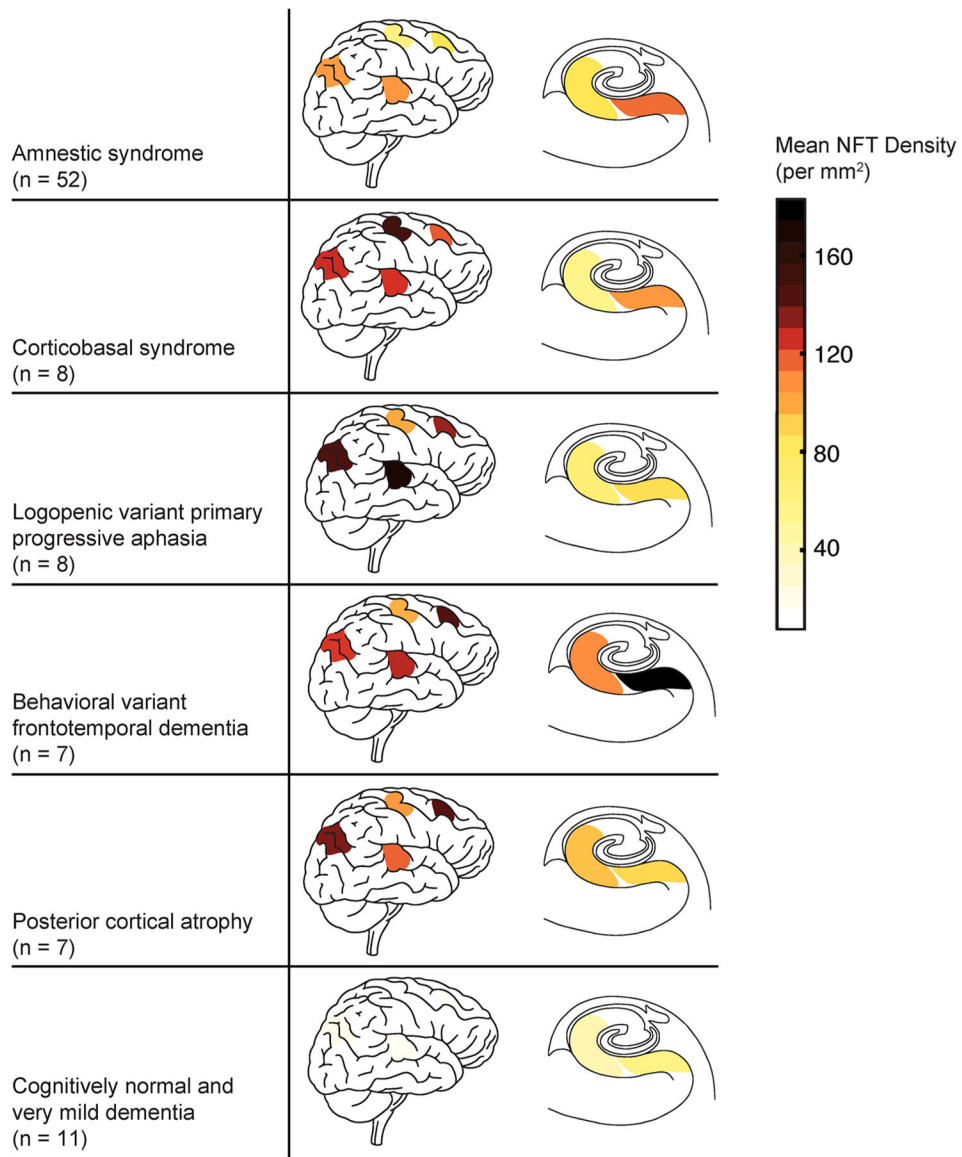 Mean NFT Density
(per mm²)
160
120
80
40
Amnestic syndrome
(n = 52)
Corticobasal syndrome
(n = 8)
Logopenic variant primary
progressive aphasia
(n = 8)
Behavioral variant
frontotemporal dementia
(n = 7)
Posterior cortical atrophy
(n = 7)
Cognitively normal and
very mild dementia
(n = 11)